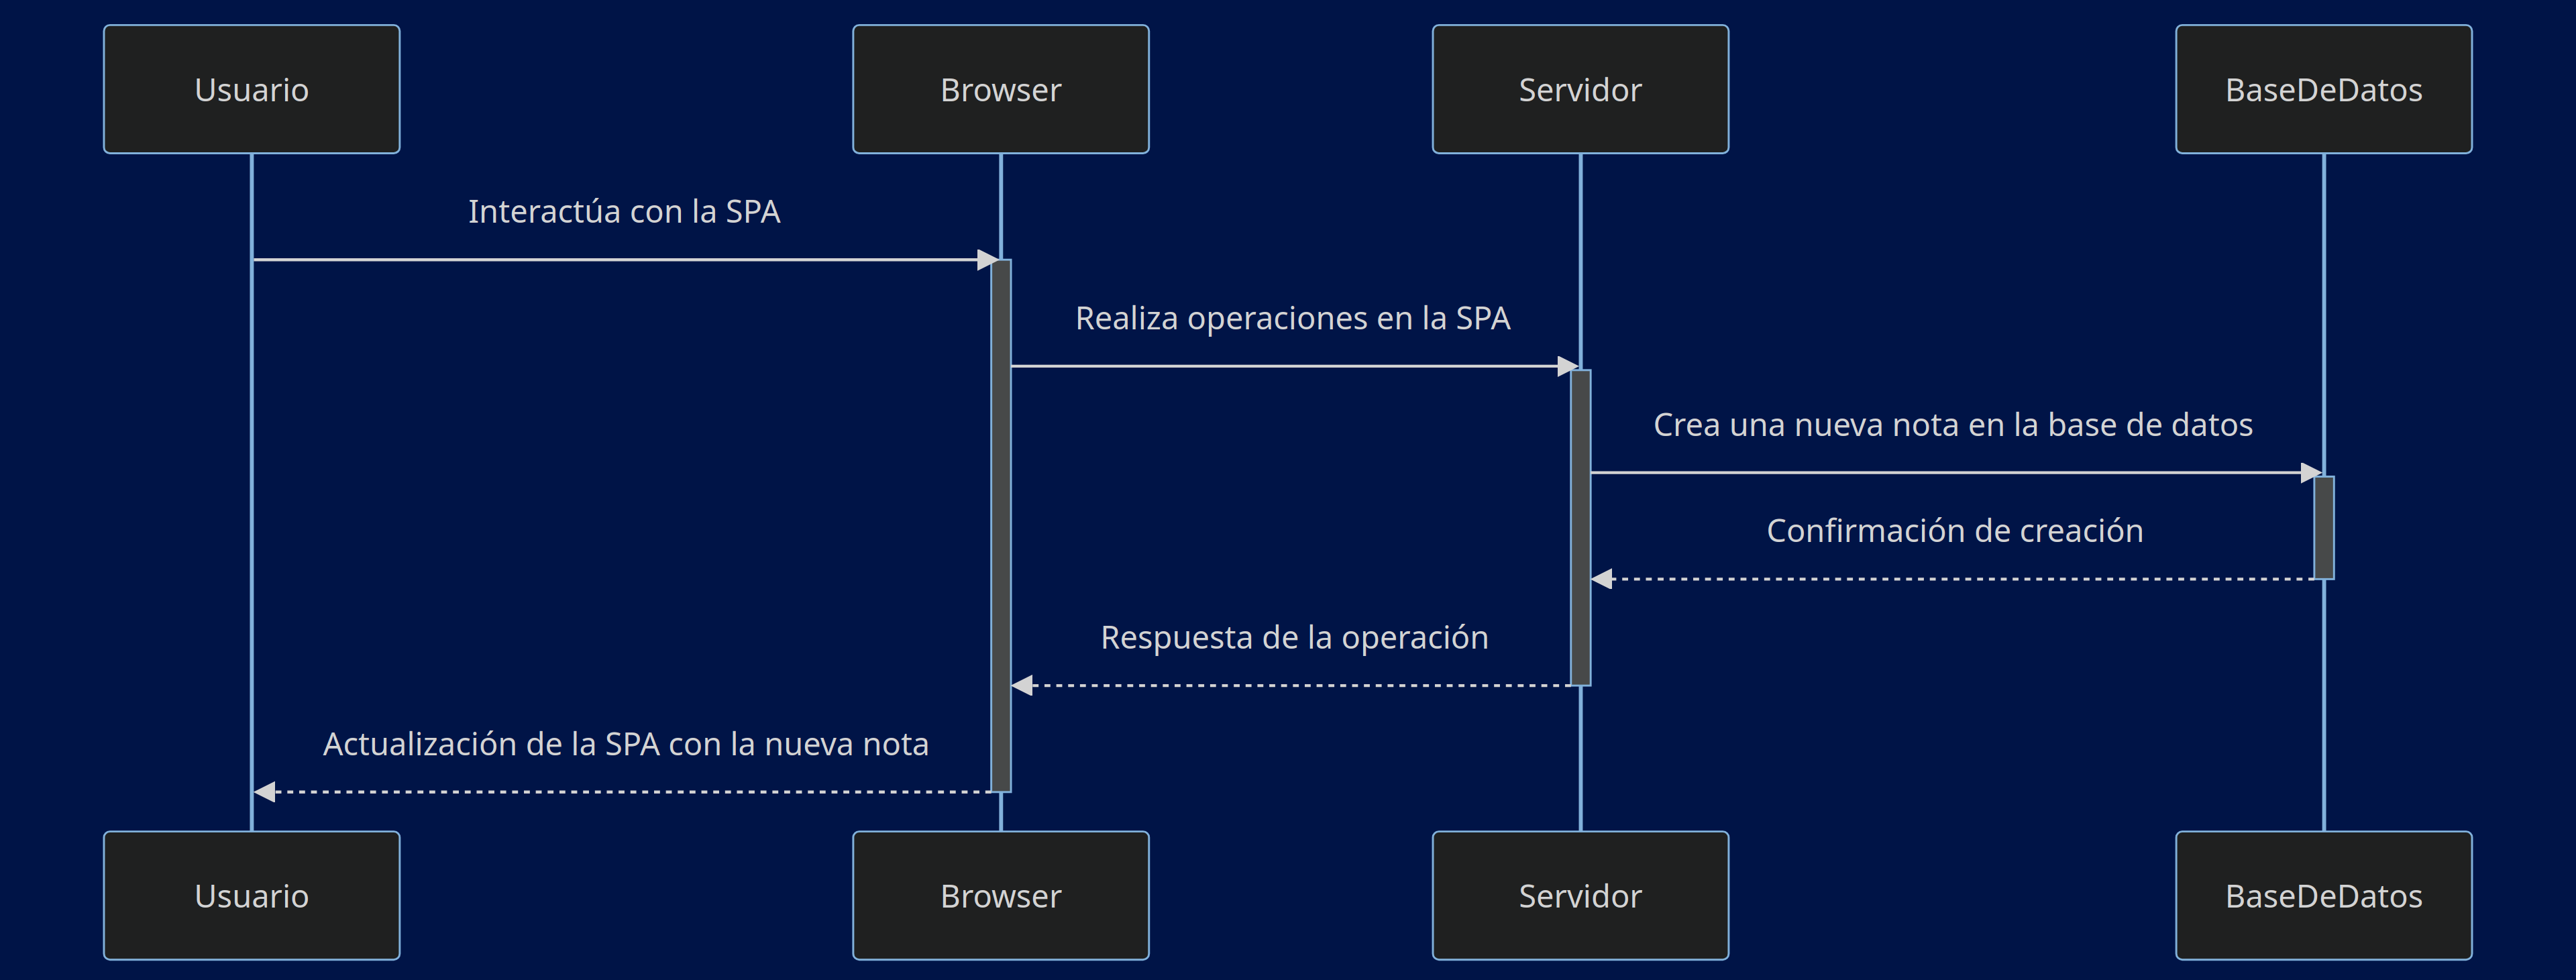 Usuario
Browser
Servidor
BaseDeDatos
Interactúa con la SPA
Realiza operaciones en la SPA
Crea una nueva nota en la base de datos
Confirmación de creación
Respuesta de la operación
Actualización de la SPA con la nueva nota
Usuario
Browser
Servidor
BaseDeDatos